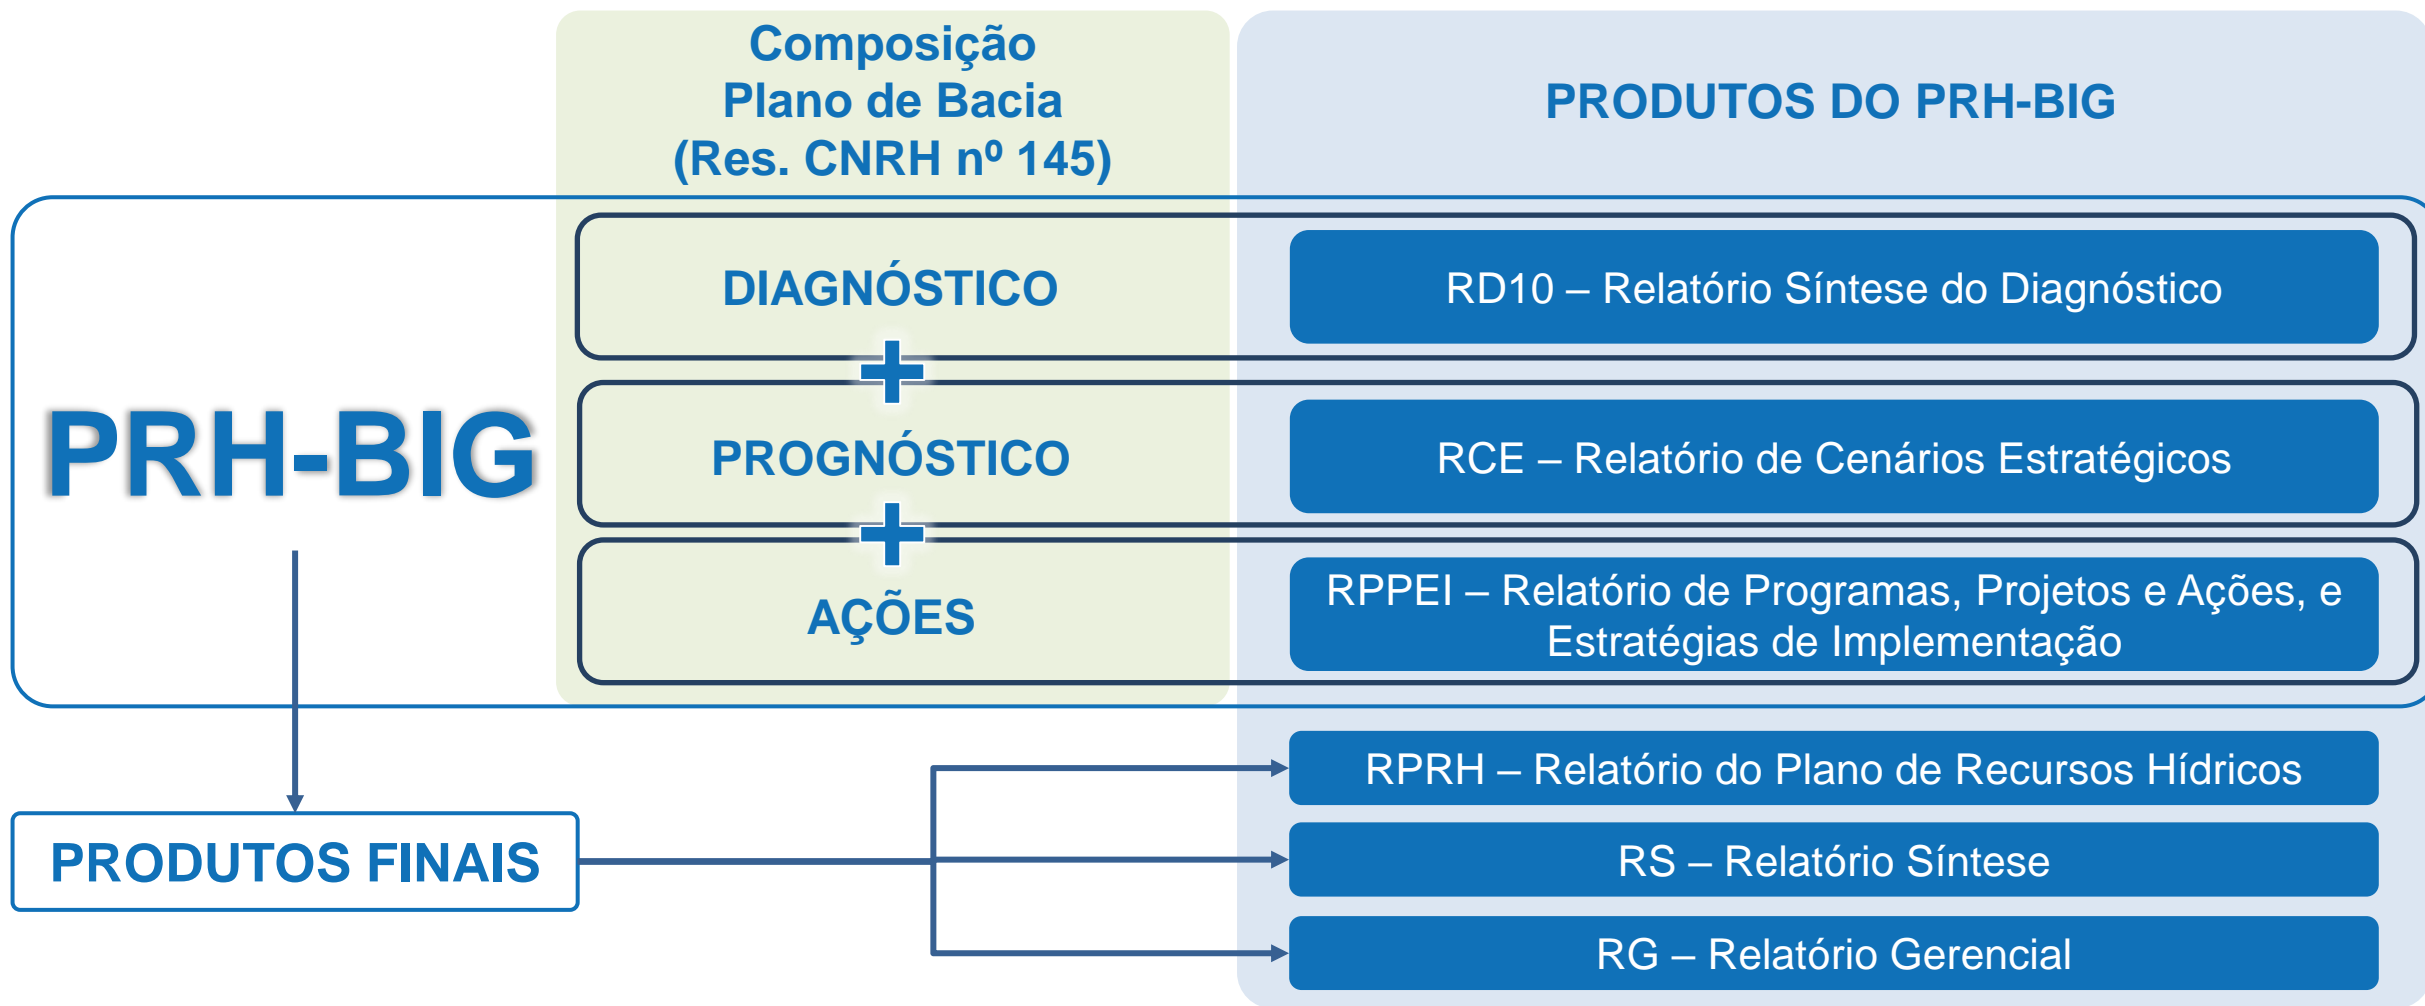 Composição
Plano de Bacia
(Res. CNRH nº 145)
PRODUTOS DO PRH-BIG
PRH-BIG
DIAGNÓSTICO
RD10 – Relatório Síntese do Diagnóstico
PROGNÓSTICO
RCE – Relatório de Cenários Estratégicos
AÇÕES
RPPEI – Relatório de Programas, Projetos e Ações, e
Estratégias de Implementação
PRODUTOS FINAIS
RPRH – Relatório do Plano de Recursos Hídricos
RS – Relatório Síntese
RG – Relatório Gerencial